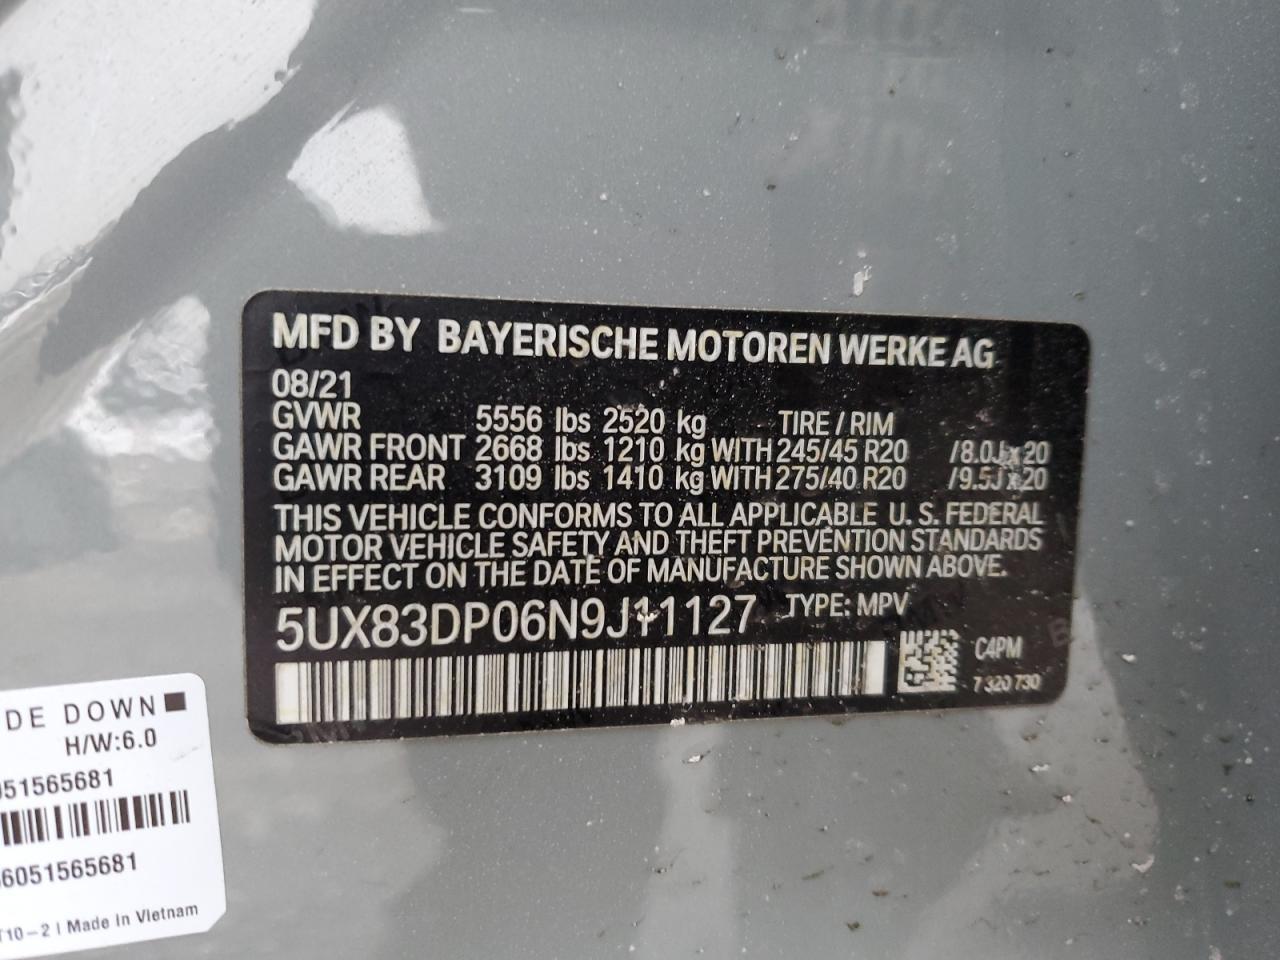 MFD BY BAYERISCHE MOTOREN WERKE AG
08/21
GVWR 5556 lbs 2520 kg TIRE / RIM
GAWR FRONT 2668 lbs 1210 kg WITH 245/45 R20 /8.0Jx20
GAWR REAR 3109 lbs 1410 kg WITH 275/40 R20 /9.5Jx20
THIS VEHICLE CONFORMS TO ALL APPLICABLE U. S. FEDERAL
MOTOR VEHICLE SAFETY AND THEFT PREVENTION STANDARDS
IN EFFECT ON THE DATE OF MANUFACTURE SHOWN ABOVE.
5UX83DP06N9J11127 TYPE: MPV
C4PM
7 320 730
DE DOWN
H/W:6.0
051565681
6051565681
T10-2 | Made In Vietnam